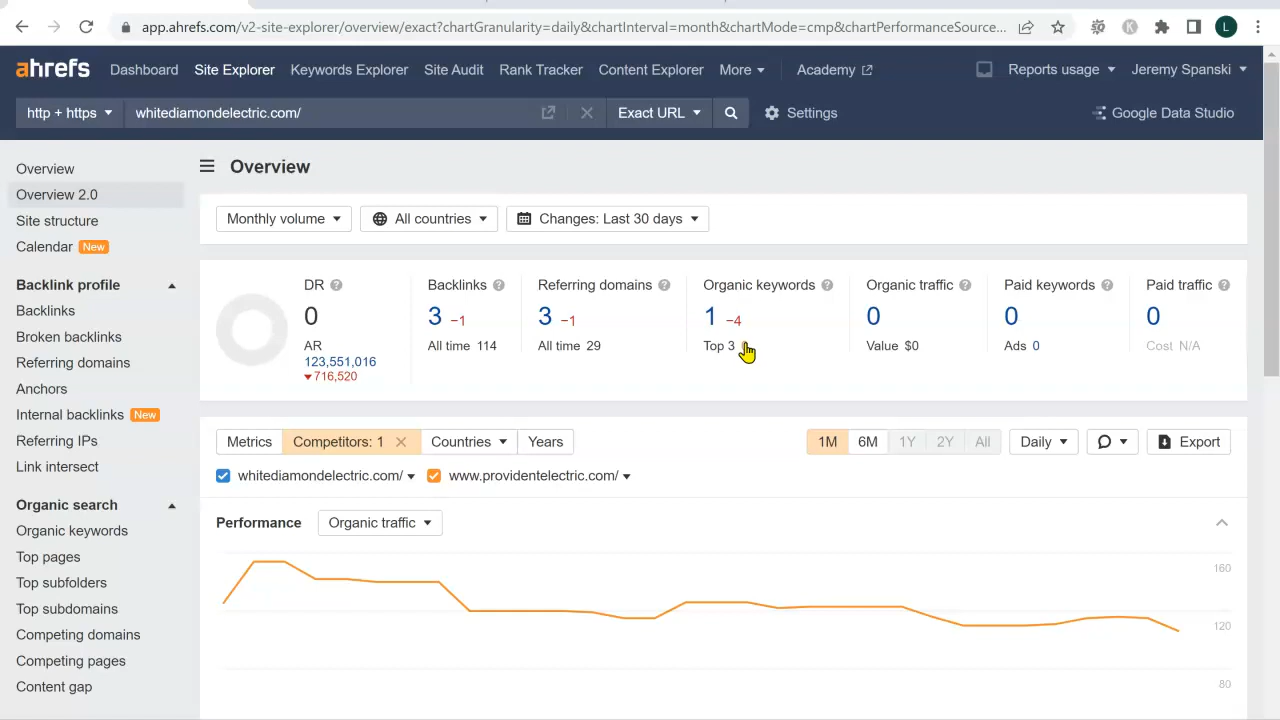 app.ahrefs.com/v2-site-explorer/overview/exact?chartGranularity=daily&chartInterval=month&chartMode=cmp&chartPerformanceSource... L
ahrefs Dashboard Site Explorer Keywords Explorer Site Audit Rank Tracker Content Explorer More Academy Reports usage Jeremy Spanski
http + https whitediamondelectric.com/ Exact URL Settings Google Data Studio
Overview
Overview 2.0
Site structure
Calendar New
Backlink profile
Backlinks
Broken backlinks
Referring domains
Anchors
Internal backlinks New
Referring IPs
Link intersect
Organic search
Organic keywords
Top pages
Top subfolders
Top subdomains
Competing domains
Competing pages
Content gap
Overview
Monthly volume All countries Changes: Last 30 days
DR ? Backlinks ? Referring domains ? Organic keywords ? Organic traffic ? Paid keywords ? Paid traffic ?
0 3 −1 3 −1 1 −4 0 0 0
AR All time 114 All time 29 Top 3 Value $0 Ads 0 Cost N/A
123,551,016
716,520
Metrics Competitors: 1 Countries Years 1M 6M 1Y 2Y All Daily Export
whitediamondelectric.com/ www.providentelectric.com/
Performance Organic traffic
160
120
80